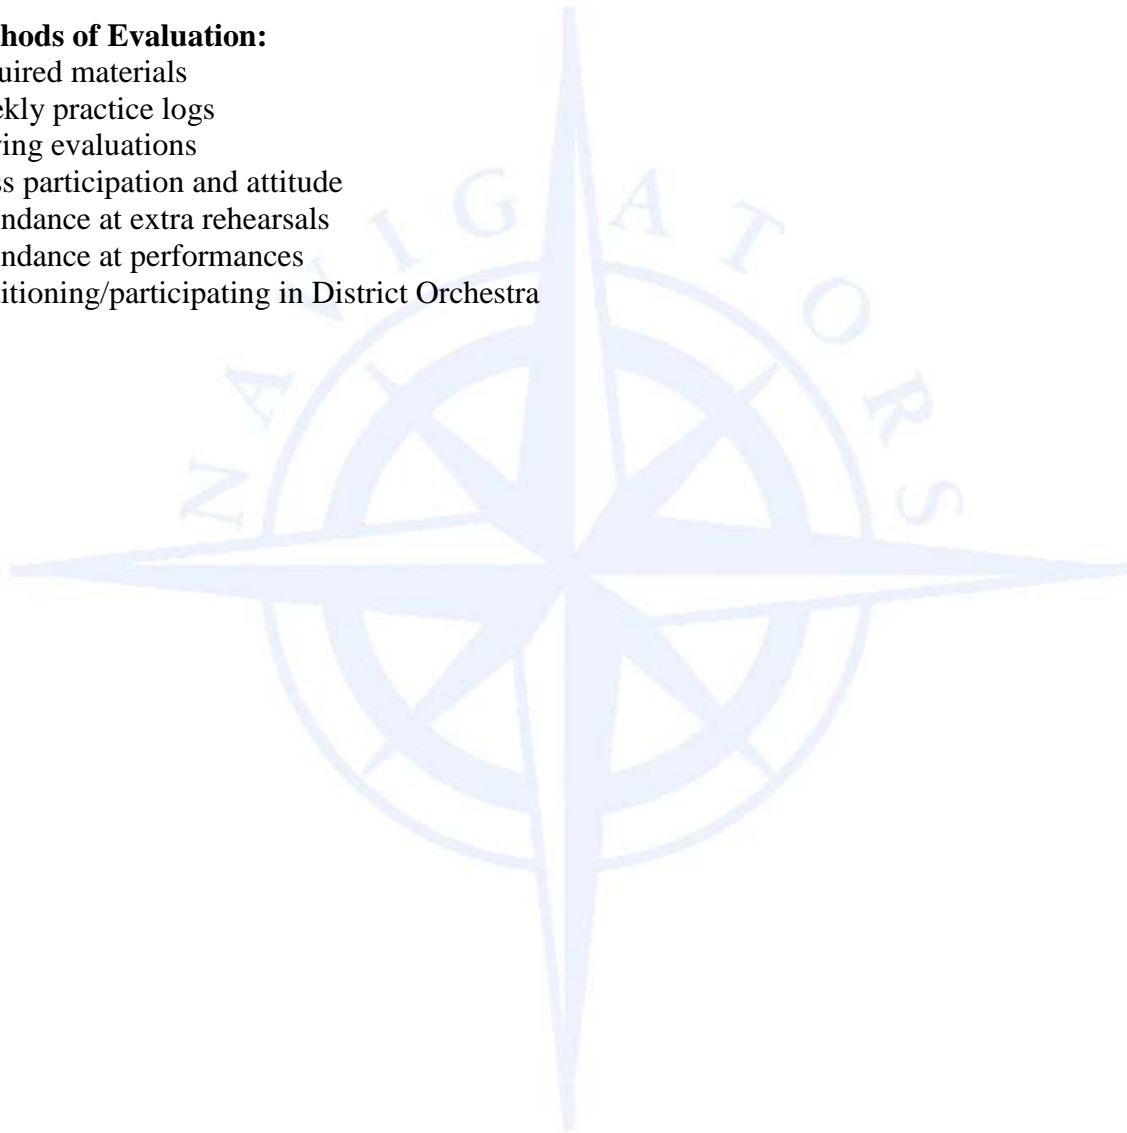 hods of Evaluation:
uired materials
ekly practice logs
ing evaluations
ss participation and attitude
ndance at extra rehearsals
ndance at performances
itioning/participating in District Orchestra
NAVIGATORS